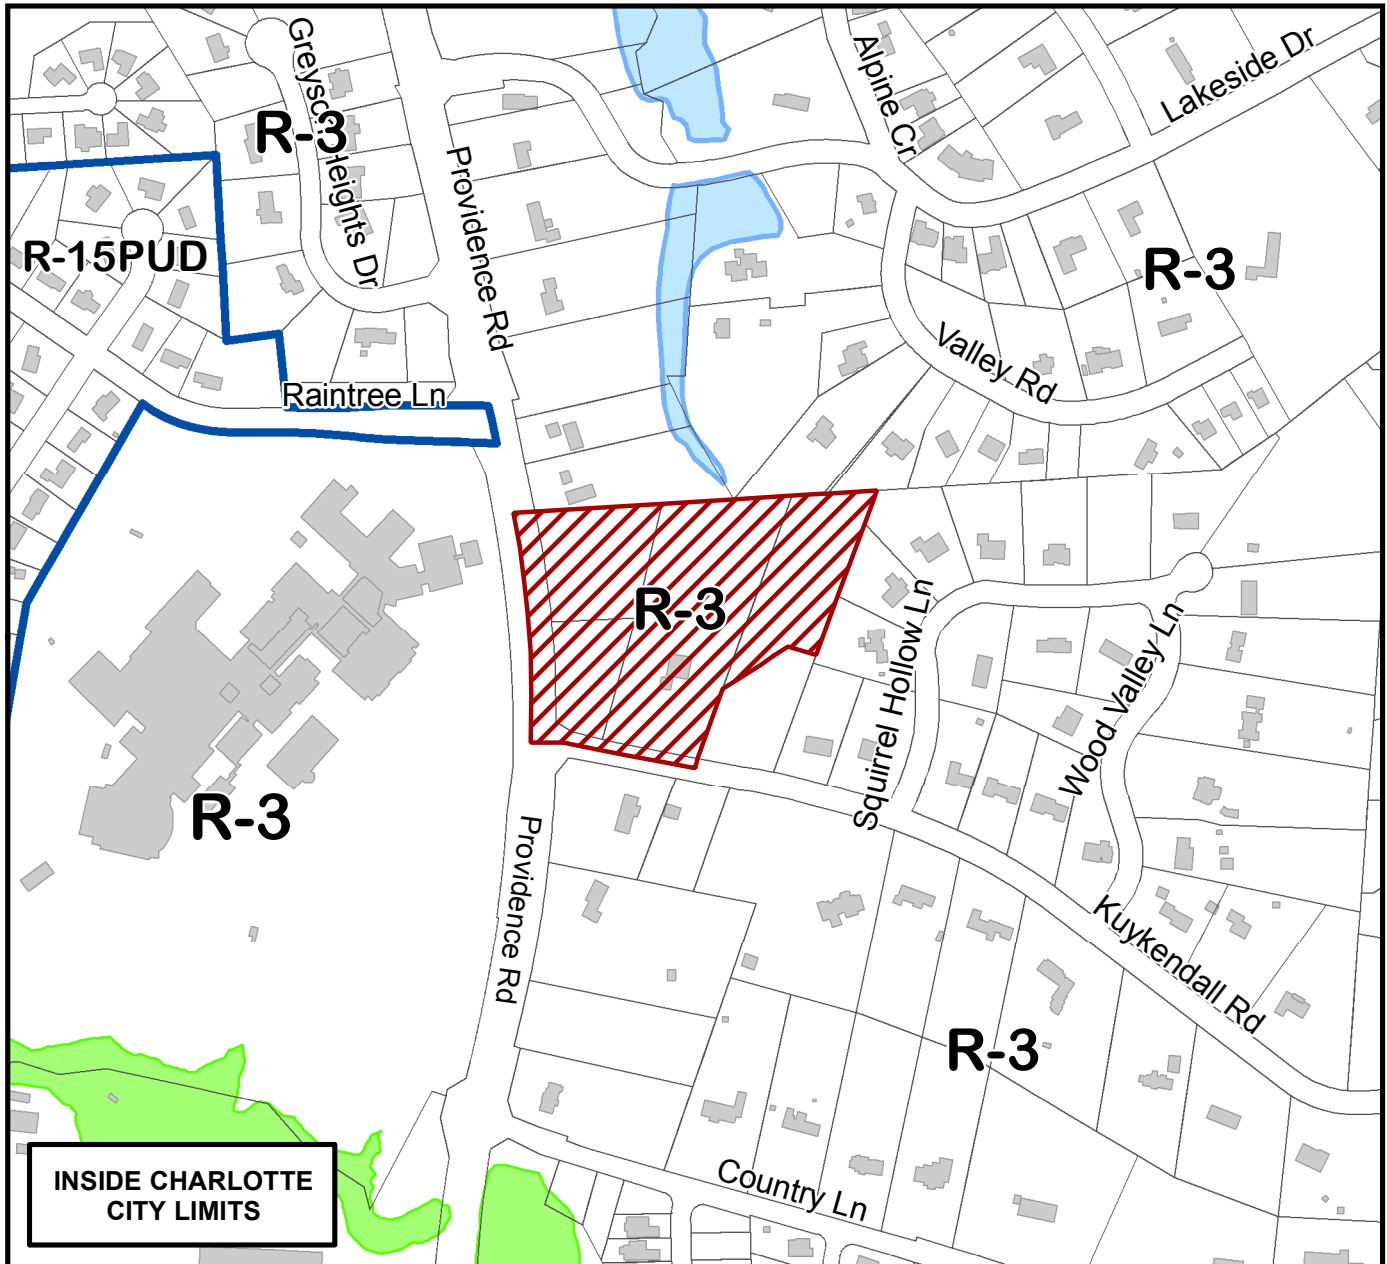 Greyson Heights Dr
R-3
Alpine Cr
Lakeside Dr
Providence Rd
R-15PUD
R-3
Valley Rd
Raintree Ln
R-3
Squirrel Hollow Ln
Wood Valley Ln
R-3
Providence Rd
Kuykendall Rd
R-3
INSIDE CHARLOTTE
CITY LIMITS
Country Ln